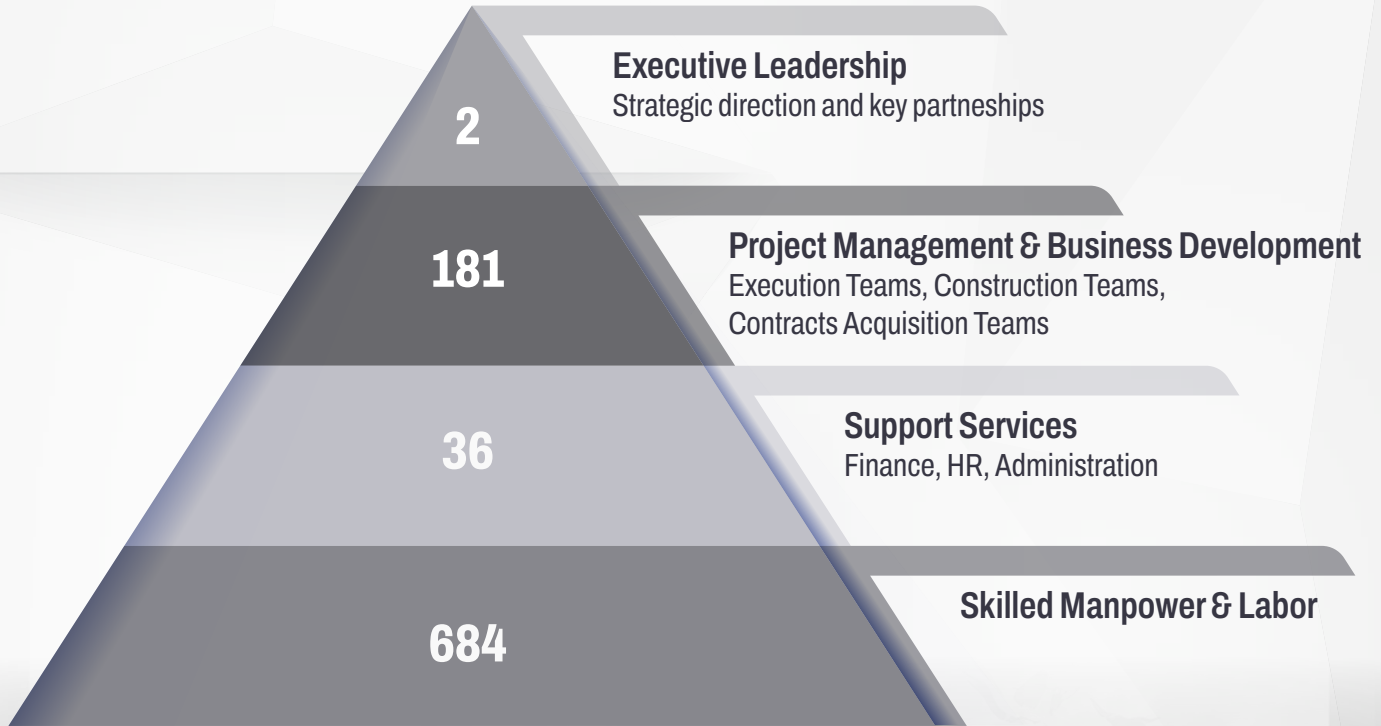 2
Executive Leadership
Strategic direction and key partneships
181
Project Management & Business Development
Execution Teams, Construction Teams,
Contracts Acquisition Teams
36
Support Services
Finance, HR, Administration
684
Skilled Manpower & Labor